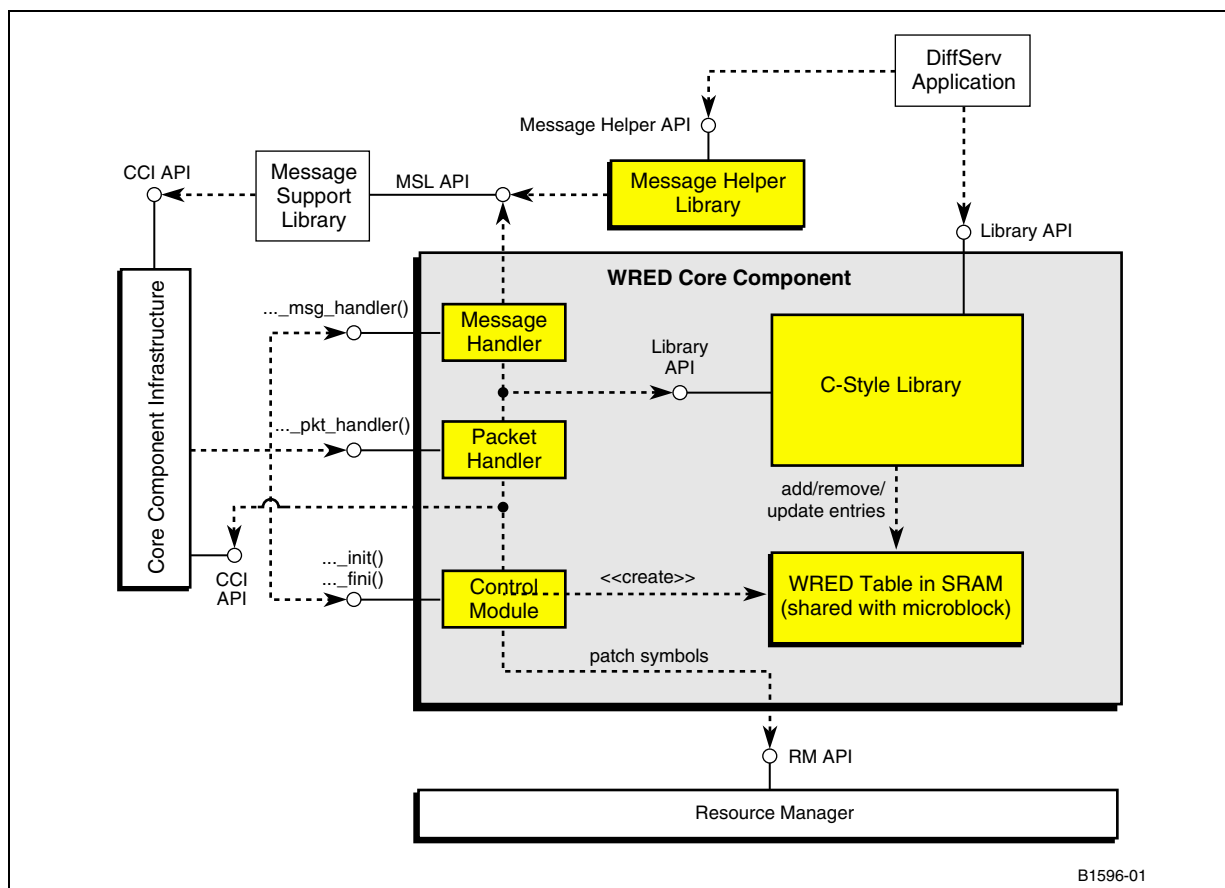 DiffServ
Application
Message Helper API
CCI API
Message
Support
Library
MSL API
Message Helper
Library
Library API
WRED Core Component
Core Component Infrastructure
..._msg_handler()
Message
Handler
Library
API
C-Style Library
..._pkt_handler()
Packet
Handler
add/remove/
update entries
CCI
API
..._init()
..._fini()
Control
Module
<<create>>
WRED Table in SRAM
(shared with microblock)
patch symbols
RM API
Resource Manager
B1596-01